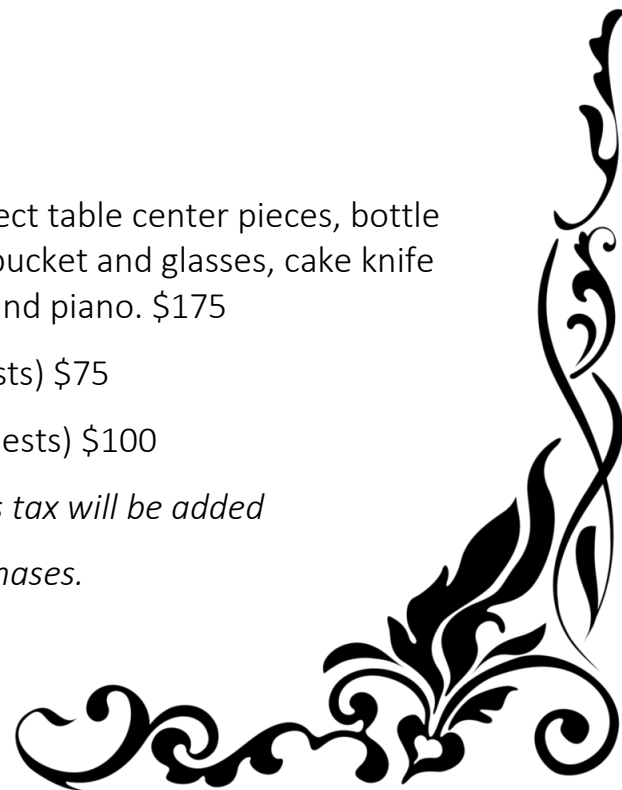 ect table center pieces, bottle
bucket and glasses, cake knife
nd piano. $175
sts) $75
ests) $100
s tax will be added
hases.